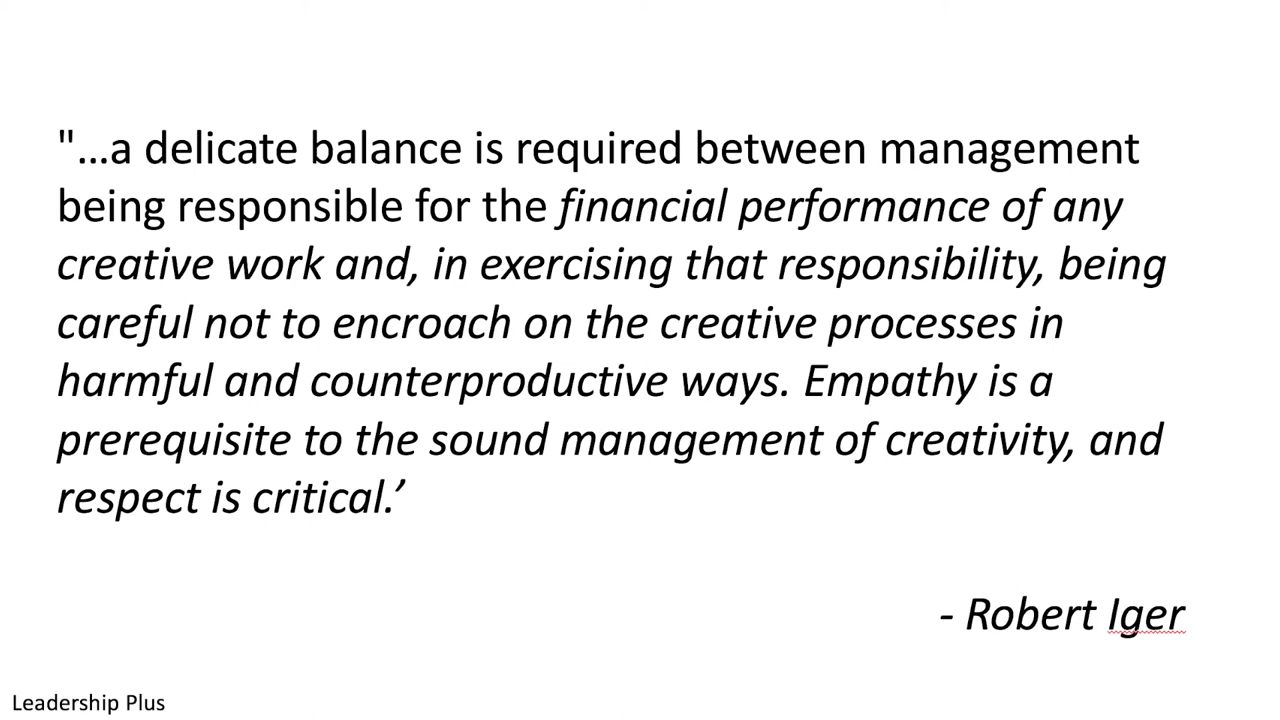 "…a delicate balance is required between management
being responsible for the financial performance of any
creative work and, in exercising that responsibility, being
careful not to encroach on the creative processes in
harmful and counterproductive ways. Empathy is a
prerequisite to the sound management of creativity, and
respect is critical.’
- Robert Iger
Leadership Plus